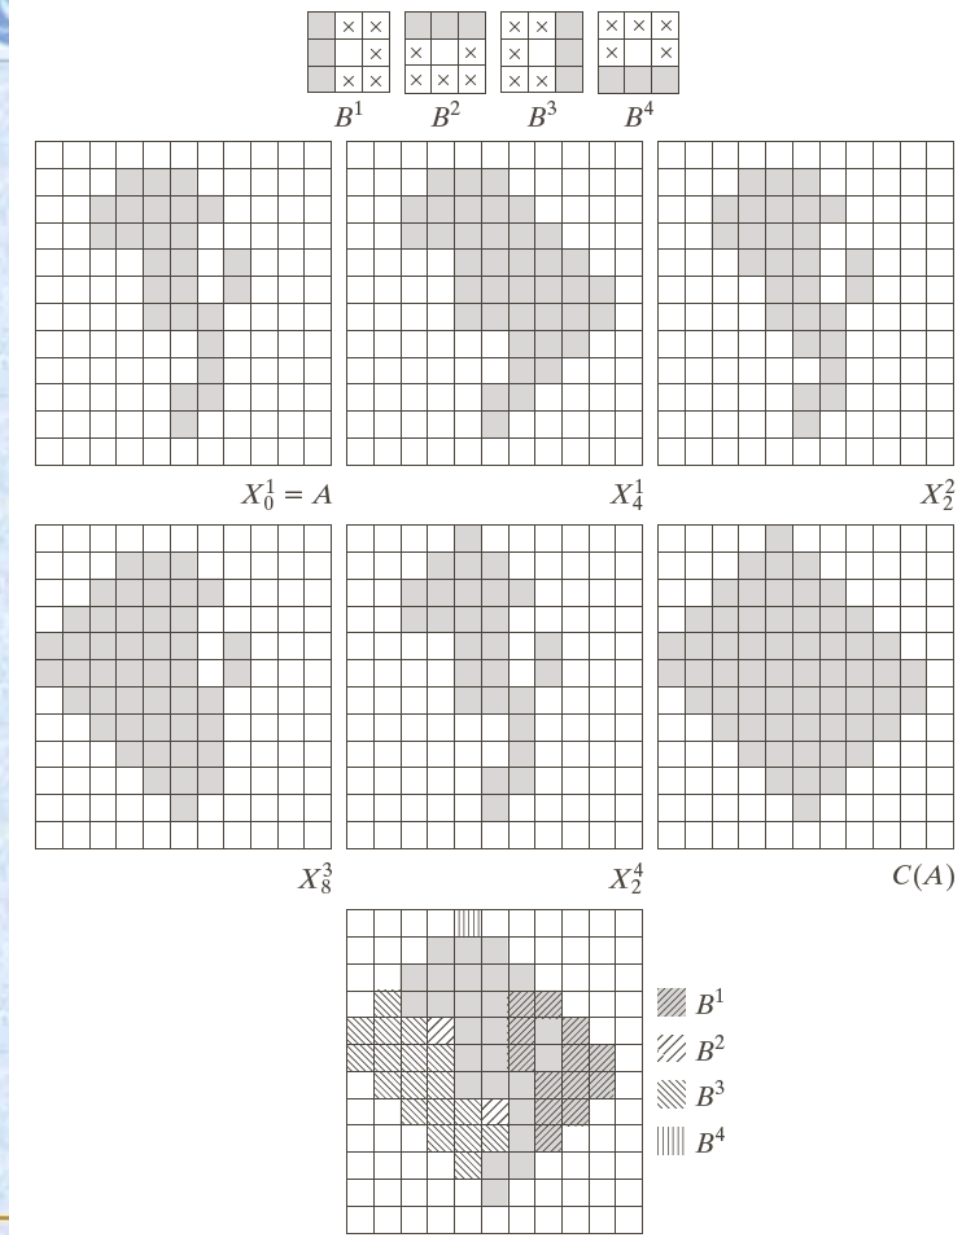 × × × × × × × ×
× × × × × ×
× × × × × × × ×
B¹ B² B³ B⁴
X₀¹ = A X₄¹ X₂²
X₈³ X₂⁴ C(A)
B¹
B²
B³
B⁴